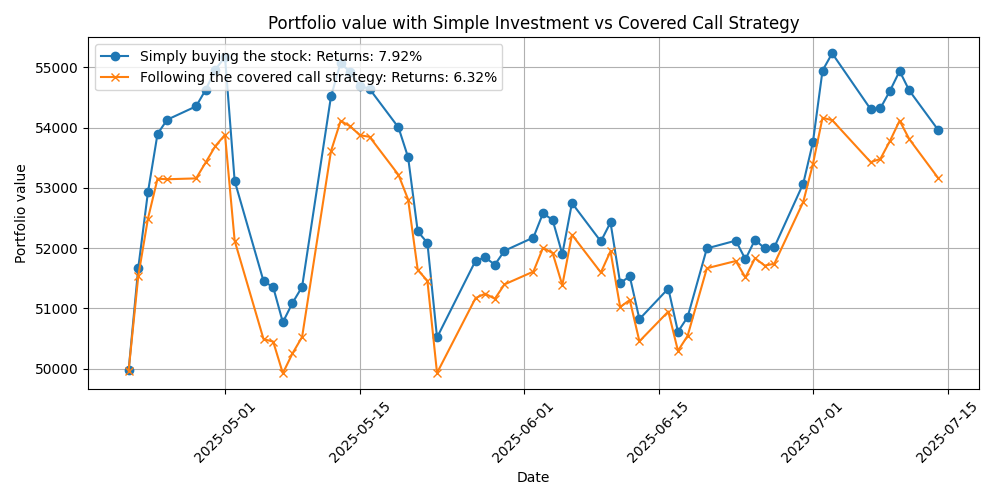 Portfolio value with Simple Investment vs Covered Call Strategy
Simply buying the stock: Returns: 7.92%
Following the covered call strategy: Returns: 6.32%
Portfolio value
55000
54000
53000
52000
51000
50000
2025-05-01
2025-05-15
2025-06-01
2025-06-15
2025-07-01
2025-07-15
Date